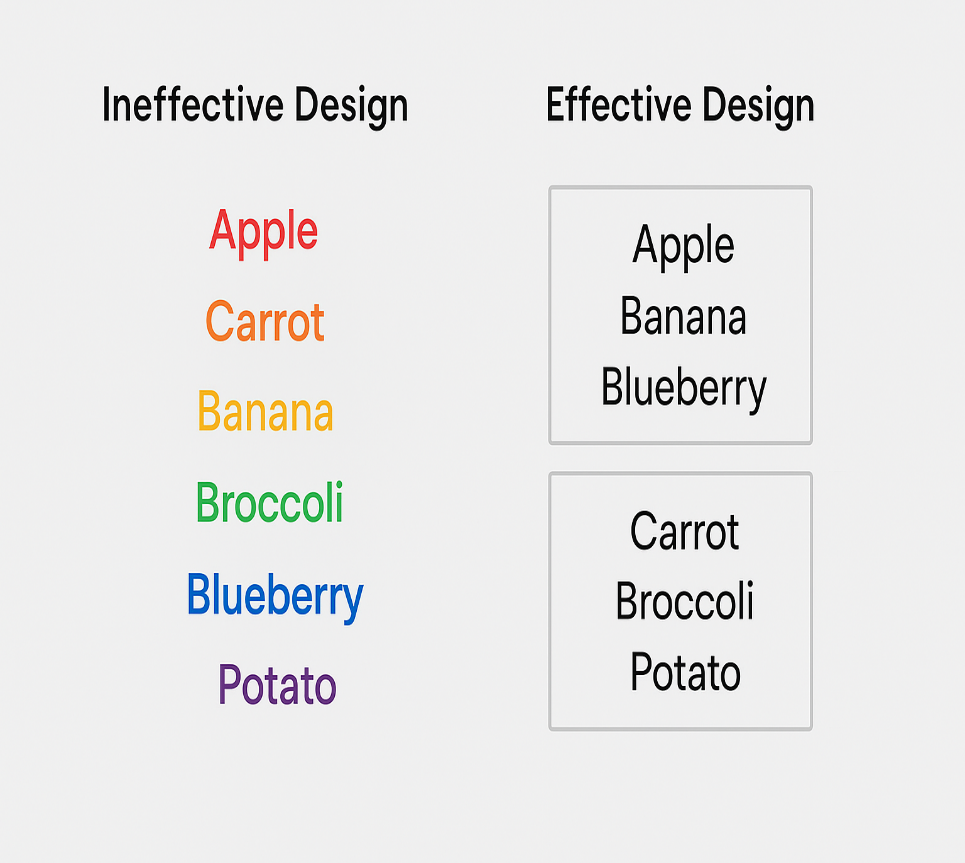 Ineffective Design
Apple
Carrot
Banana
Broccoli
Blueberry
Potato
Effective Design
Apple
Banana
Blueberry
Carrot
Broccoli
Potato